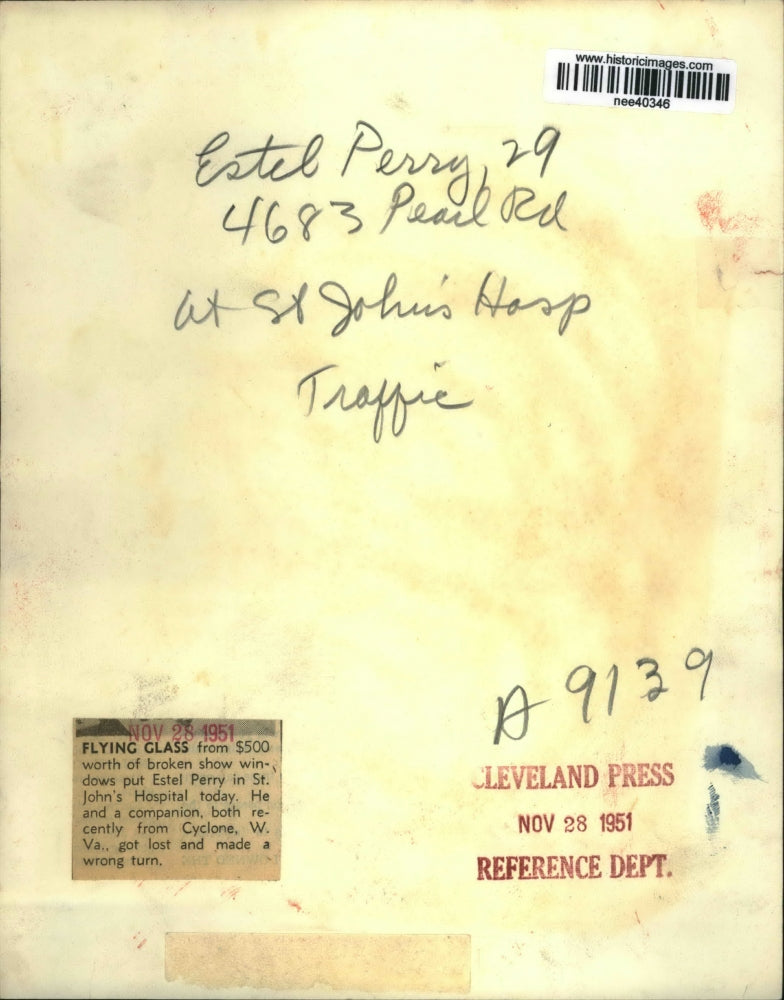 www.historicimages.com
nee40346
Estel Perry, 29
4683 Pearl Rd
at St John's Hosp
Traffic
A 9139
NOV 28 1951
FLYING GLASS from $500
worth of broken show win-
dows put Estel Perry in St.
John's Hospital today. He
and a companion, both re-
cently from Cyclone, W.
Va., got lost and made a
wrong turn.
CLEVELAND PRESS
NOV 28 1951
REFERENCE DEPT.